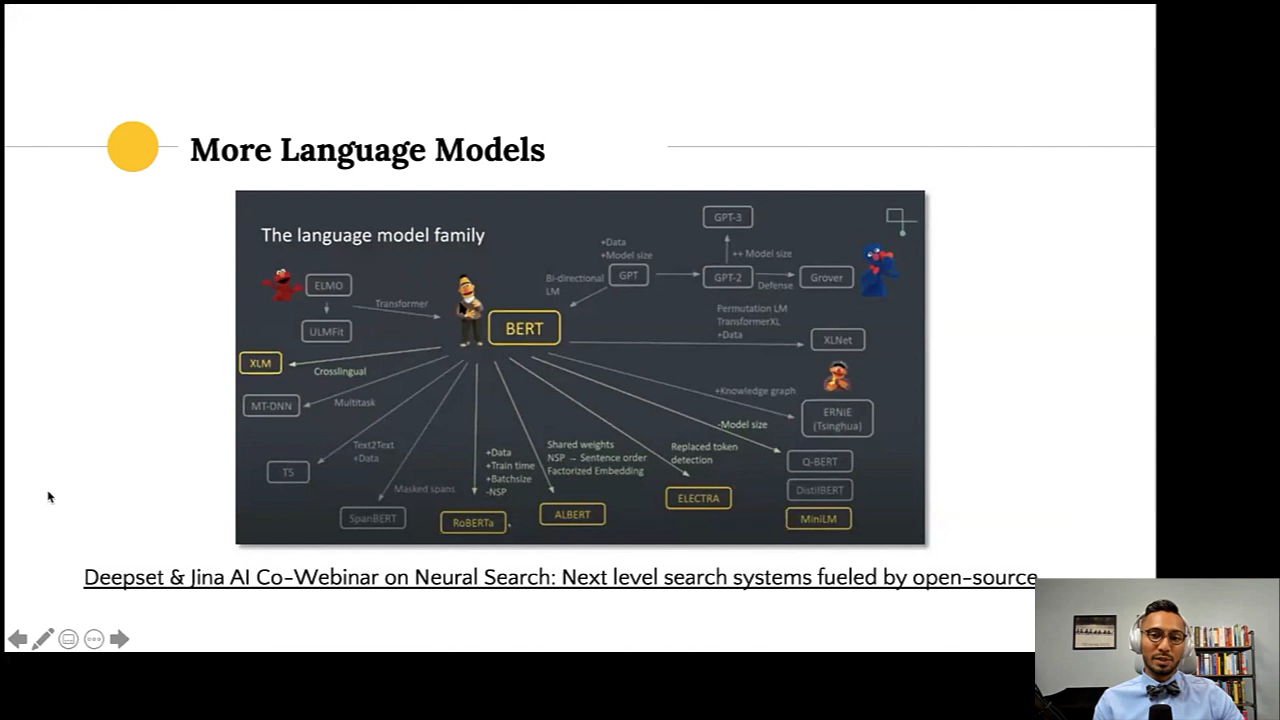 More Language Models
The language model family
GPT-3
+Data
+Model size
++ Model size
GPT
GPT-2
Grover
Defense
Bi-directional
LM
ELMO
Transformer
ULMFit
BERT
Permutation LM
TransformerXL
+Data
XLNet
XLM
Crosslingual
MT-DNN
Multitask
+Knowledge graph
ERNIE
(Tsinghua)
-Model size
Text2Text
+Data
T5
Masked spans
SpanBERT
+Data
+Train time
+Batchsize
-NSP
RoBERTa
Shared weights
NSP → Sentence order
Factorized Embedding
ALBERT
Replaced token
detection
ELECTRA
Q-BERT
DistilBERT
MiniLM
Deepset & Jina AI Co-Webinar on Neural Search: Next level search systems fueled by open-source